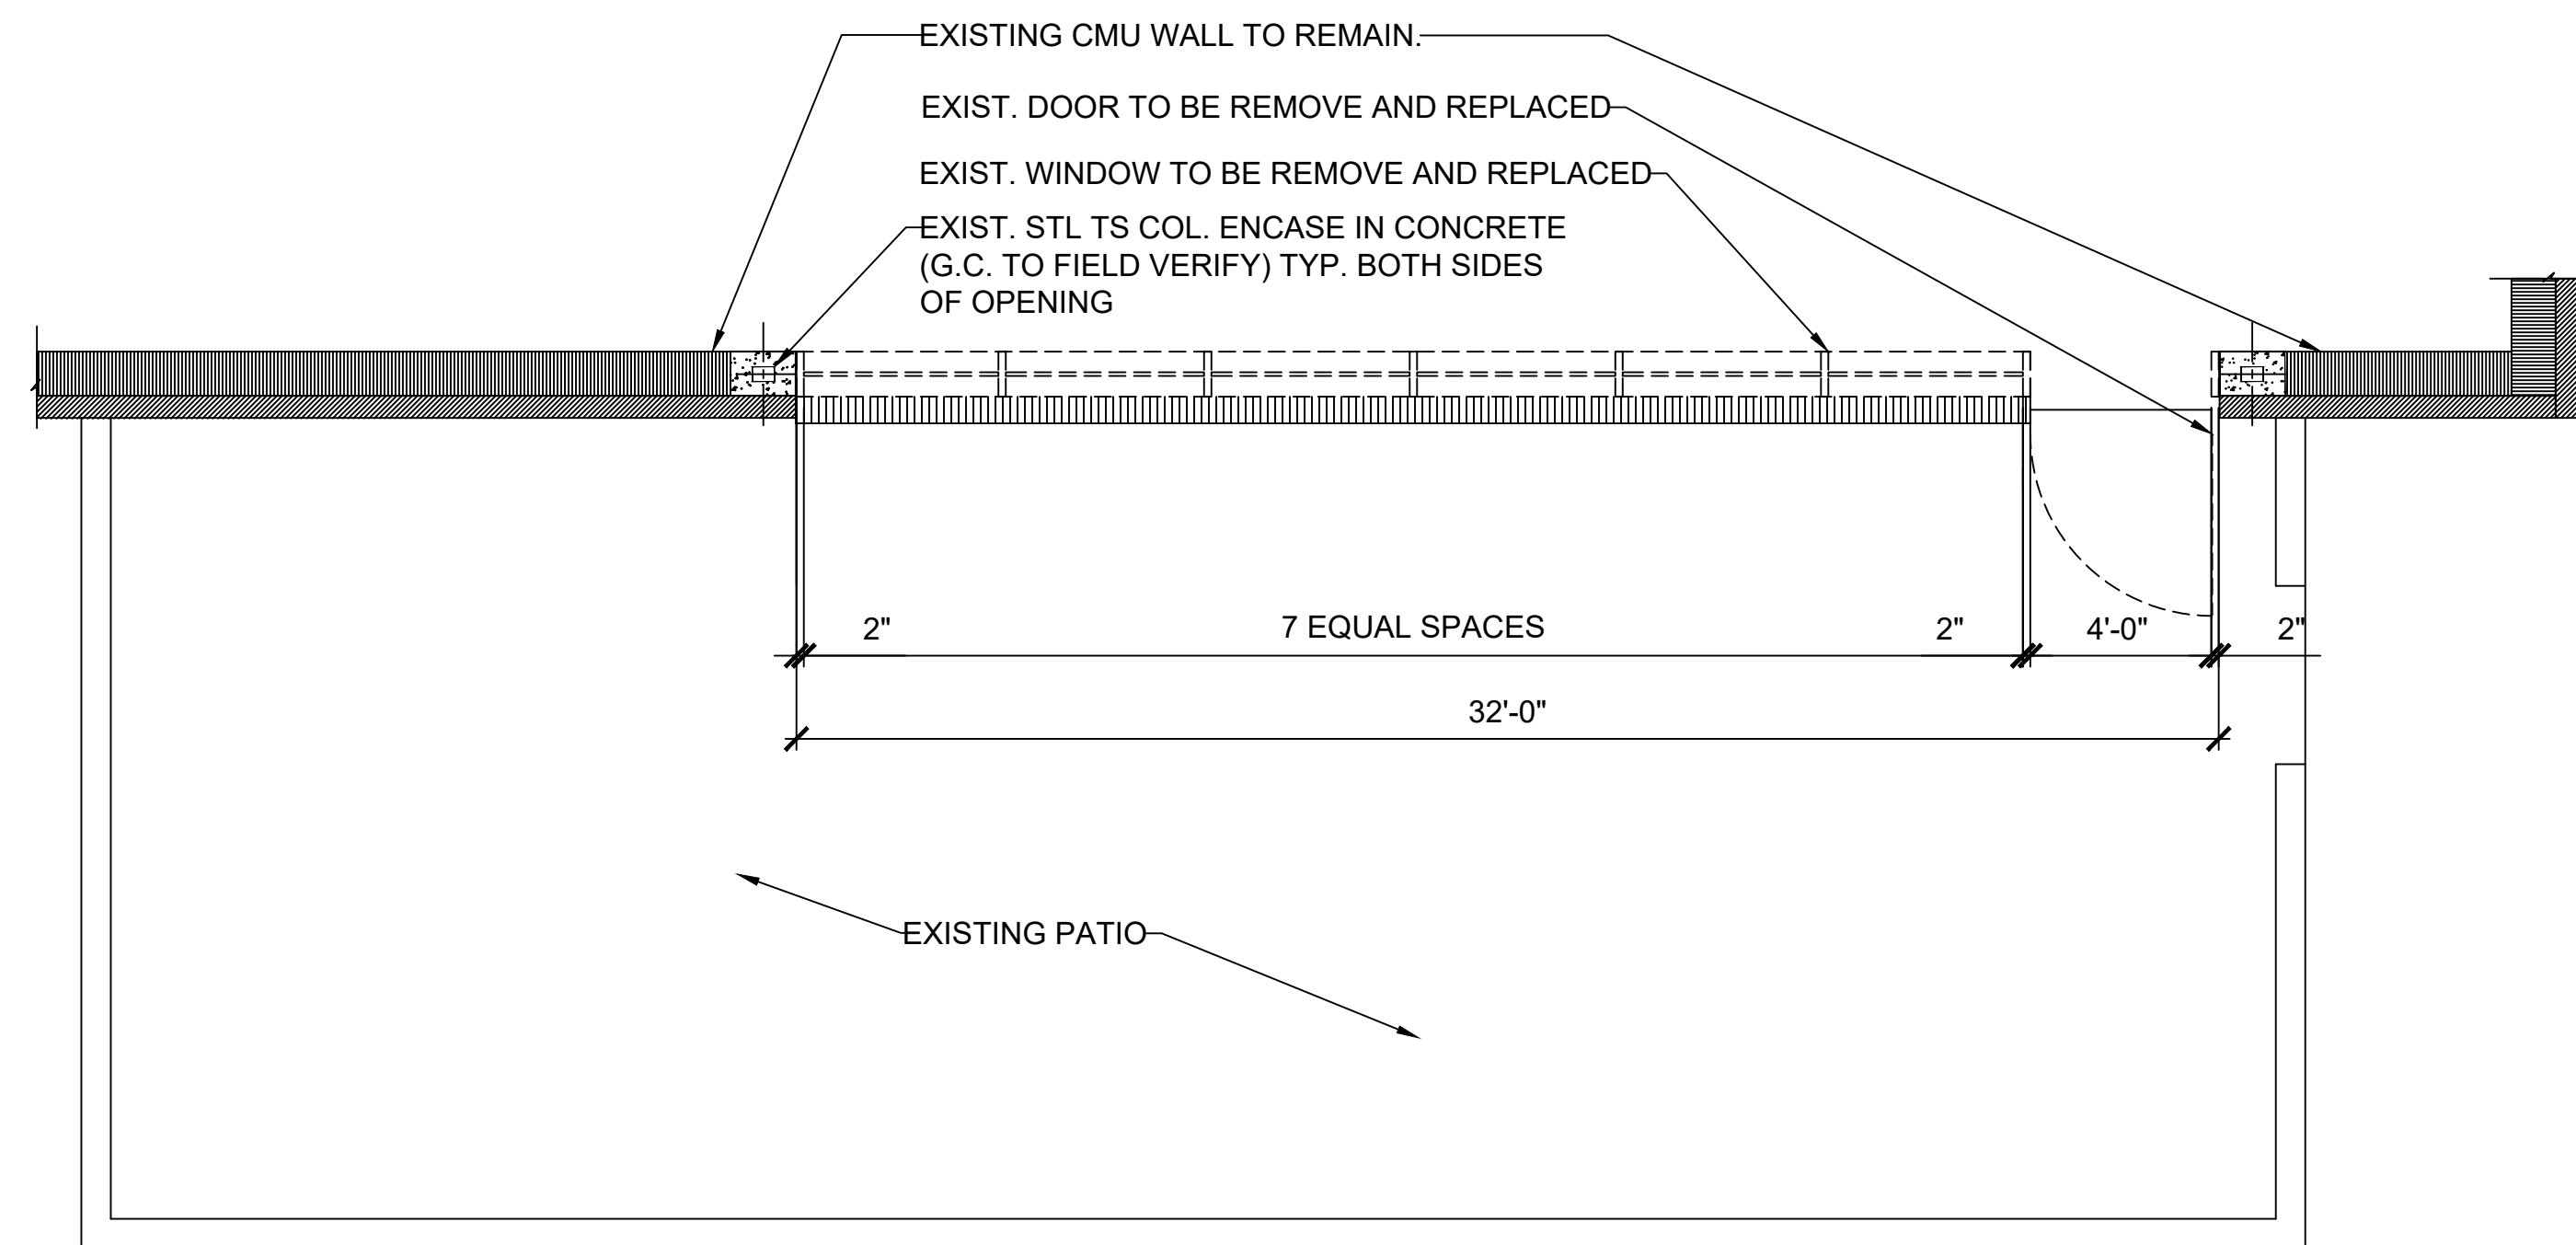 EXISTING CMU WALL TO REMAIN.
EXIST. DOOR TO BE REMOVE AND REPLACED
EXIST. WINDOW TO BE REMOVE AND REPLACED
EXIST. STL TS COL. ENCASE IN CONCRETE
(G.C. TO FIELD VERIFY) TYP. BOTH SIDES
OF OPENING
2" 7 EQUAL SPACES 2" 4'-0" 2"
32'-0"
EXISTING PATIO